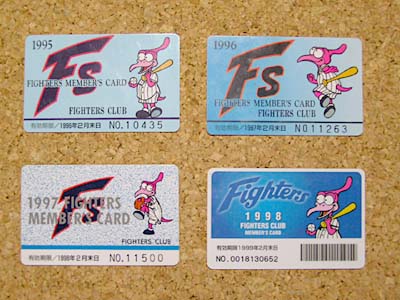 1995
Fs
FIGHTERS MEMBER'S CARD
FIGHTERS CLUB
有効期限/1996年2月末日 NO.10435
1996
Fs
FIGHTERS MEMBER'S CARD
FIGHTERS CLUB
有効期限/1997年2月末日 NO.11263
Fs
1997 FIGHTERS
MEMBER'S CARD
FIGHTERS CLUB
有効期限/1998年2月末日 NO.11500
Fighters
1998
FIGHTERS CLUB
MEMBER'S CARD
有効期限1999年2月末日
NO. 0018130652